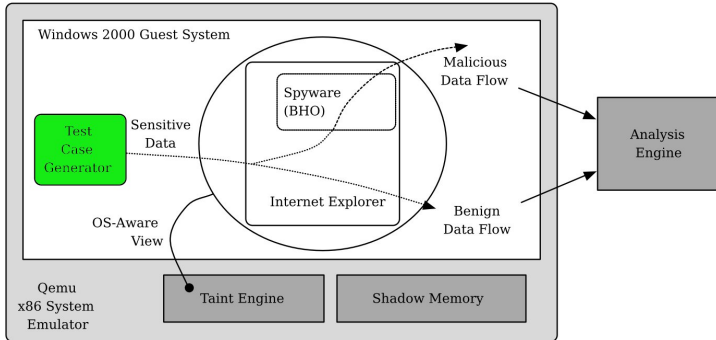 Windows 2000 Guest System
Malicious
Data Flow
Spyware
(BHO)
Test
Case
Generator
Sensitive
Data
Analysis
Engine
Internet Explorer
Benign
Data Flow
OS-Aware
View
Qemu
x86 System
Emulator
Taint Engine
Shadow Memory